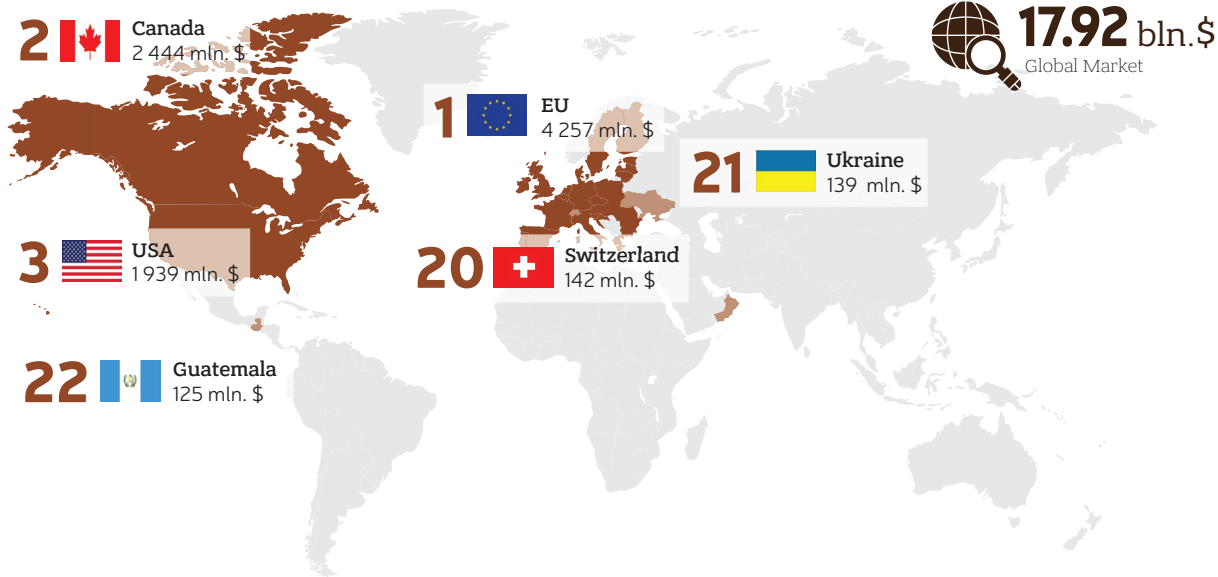 2
Canada
2 444 mln. $
17.92 bln.$
Global Market
1
EU
4 257 mln. $
21
Ukraine
139 mln. $
3
USA
1 939 mln. $
20
Switzerland
142 mln. $
22
Guatemala
125 mln. $